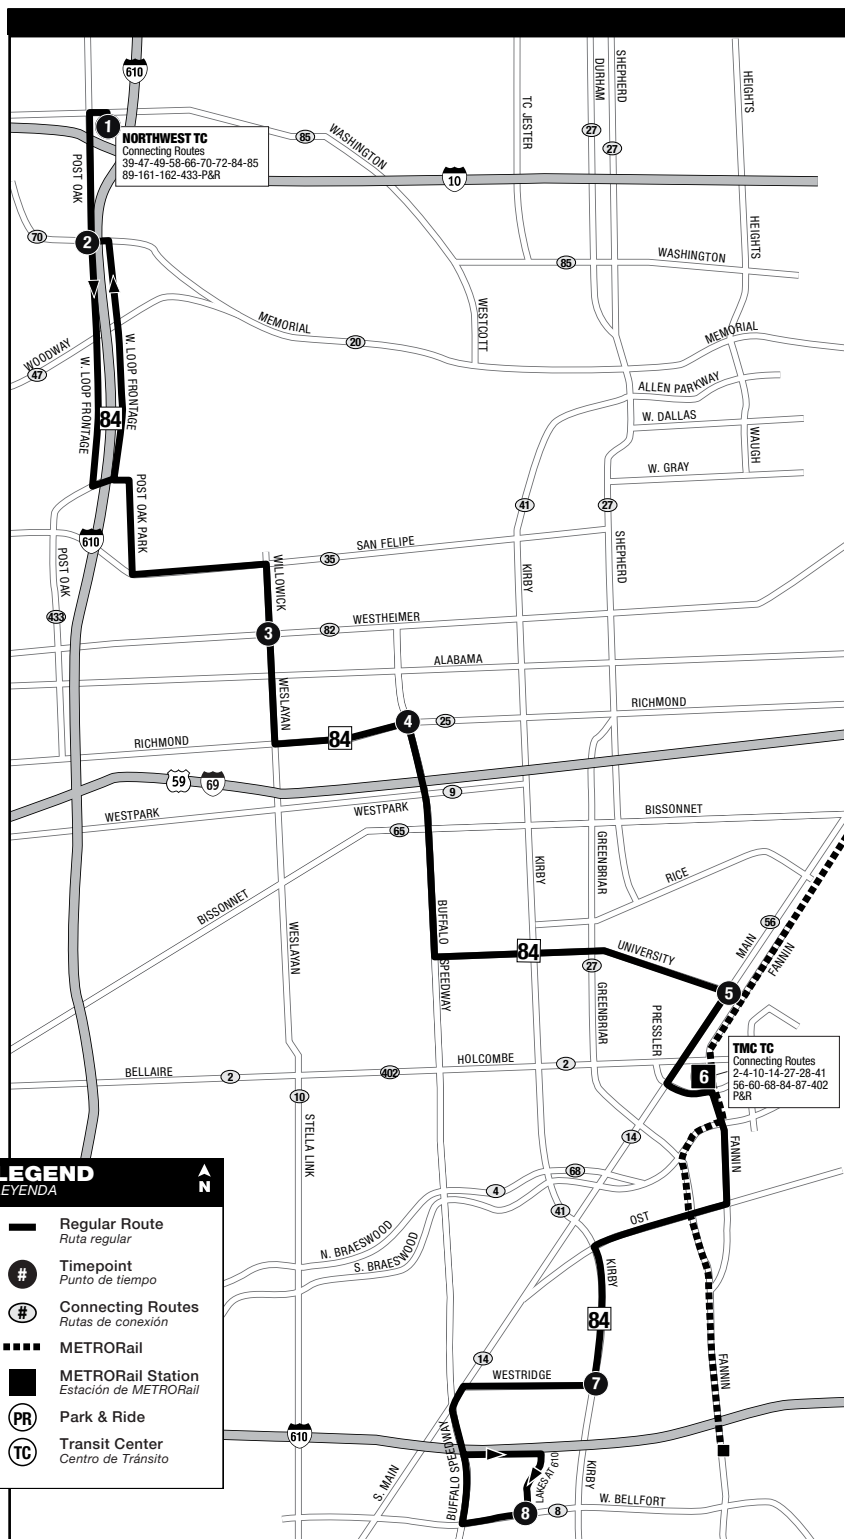 610
1
NORTHWEST TC
Connecting Routes
39-47-49-58-66-70-72-84-85
89-161-162-433-P&R
85
WASHINGTON
TC JESTER
DURHAM
SHEPHERD
27
27
HEIGHTS
POST OAK
10
70
2
85
WASHINGTON
HEIGHTS
WESTCOTT
MEMORIAL
20
MEMORIAL
WOODWAY
47
W. LOOP FRONTAGE
W. LOOP FRONTAGE
84
ALLEN PARKWAY
W. DALLAS
WAUGH
W. GRAY
POST OAK PARK
41
27
610
SAN FELIPE
35
SHEPHERD
POST OAK
WILLOWICK
KIRBY
433
WESTHEIMER
82
3
ALABAMA
WESLAYAN
RICHMOND
4
25
RICHMOND
84
59
69
9
WESTPARK
WESTPARK
BISSONNET
65
GREENBRIAR
KIRBY
RICE
BISSONNET
BUFFALO
SPEEDWAY
WESLAYAN
56
MAIN
FANNIN
84
UNIVERSITY
27
5
GREENBRIAR
PRESSLER
TMC TC
Connecting Routes
2-4-10-14-27-28-41
56-60-68-84-87-402
P&R
6
HOLCOMBE
2
402
BELLAIRE
2
10
STELLA LINK
14
FANNIN
68
4
41
OST
N. BRAESWOOD
S. BRAESWOOD
KIRBY
84
14
WESTRIDGE
7
FANNIN
610
S. MAIN
BUFFALO SPEEDWAY
LAKES AT 610
KIRBY
8
8
W. BELLFORT
LEGEND
N
EYENDA
Regular Route
Ruta regular
#
Timepoint
Punto de tiempo
#
Connecting Routes
Rutas de conexión
METRORail
METRORail Station
Estación de METRORail
PR
Park & Ride
TC
Transit Center
Centro de Tránsito